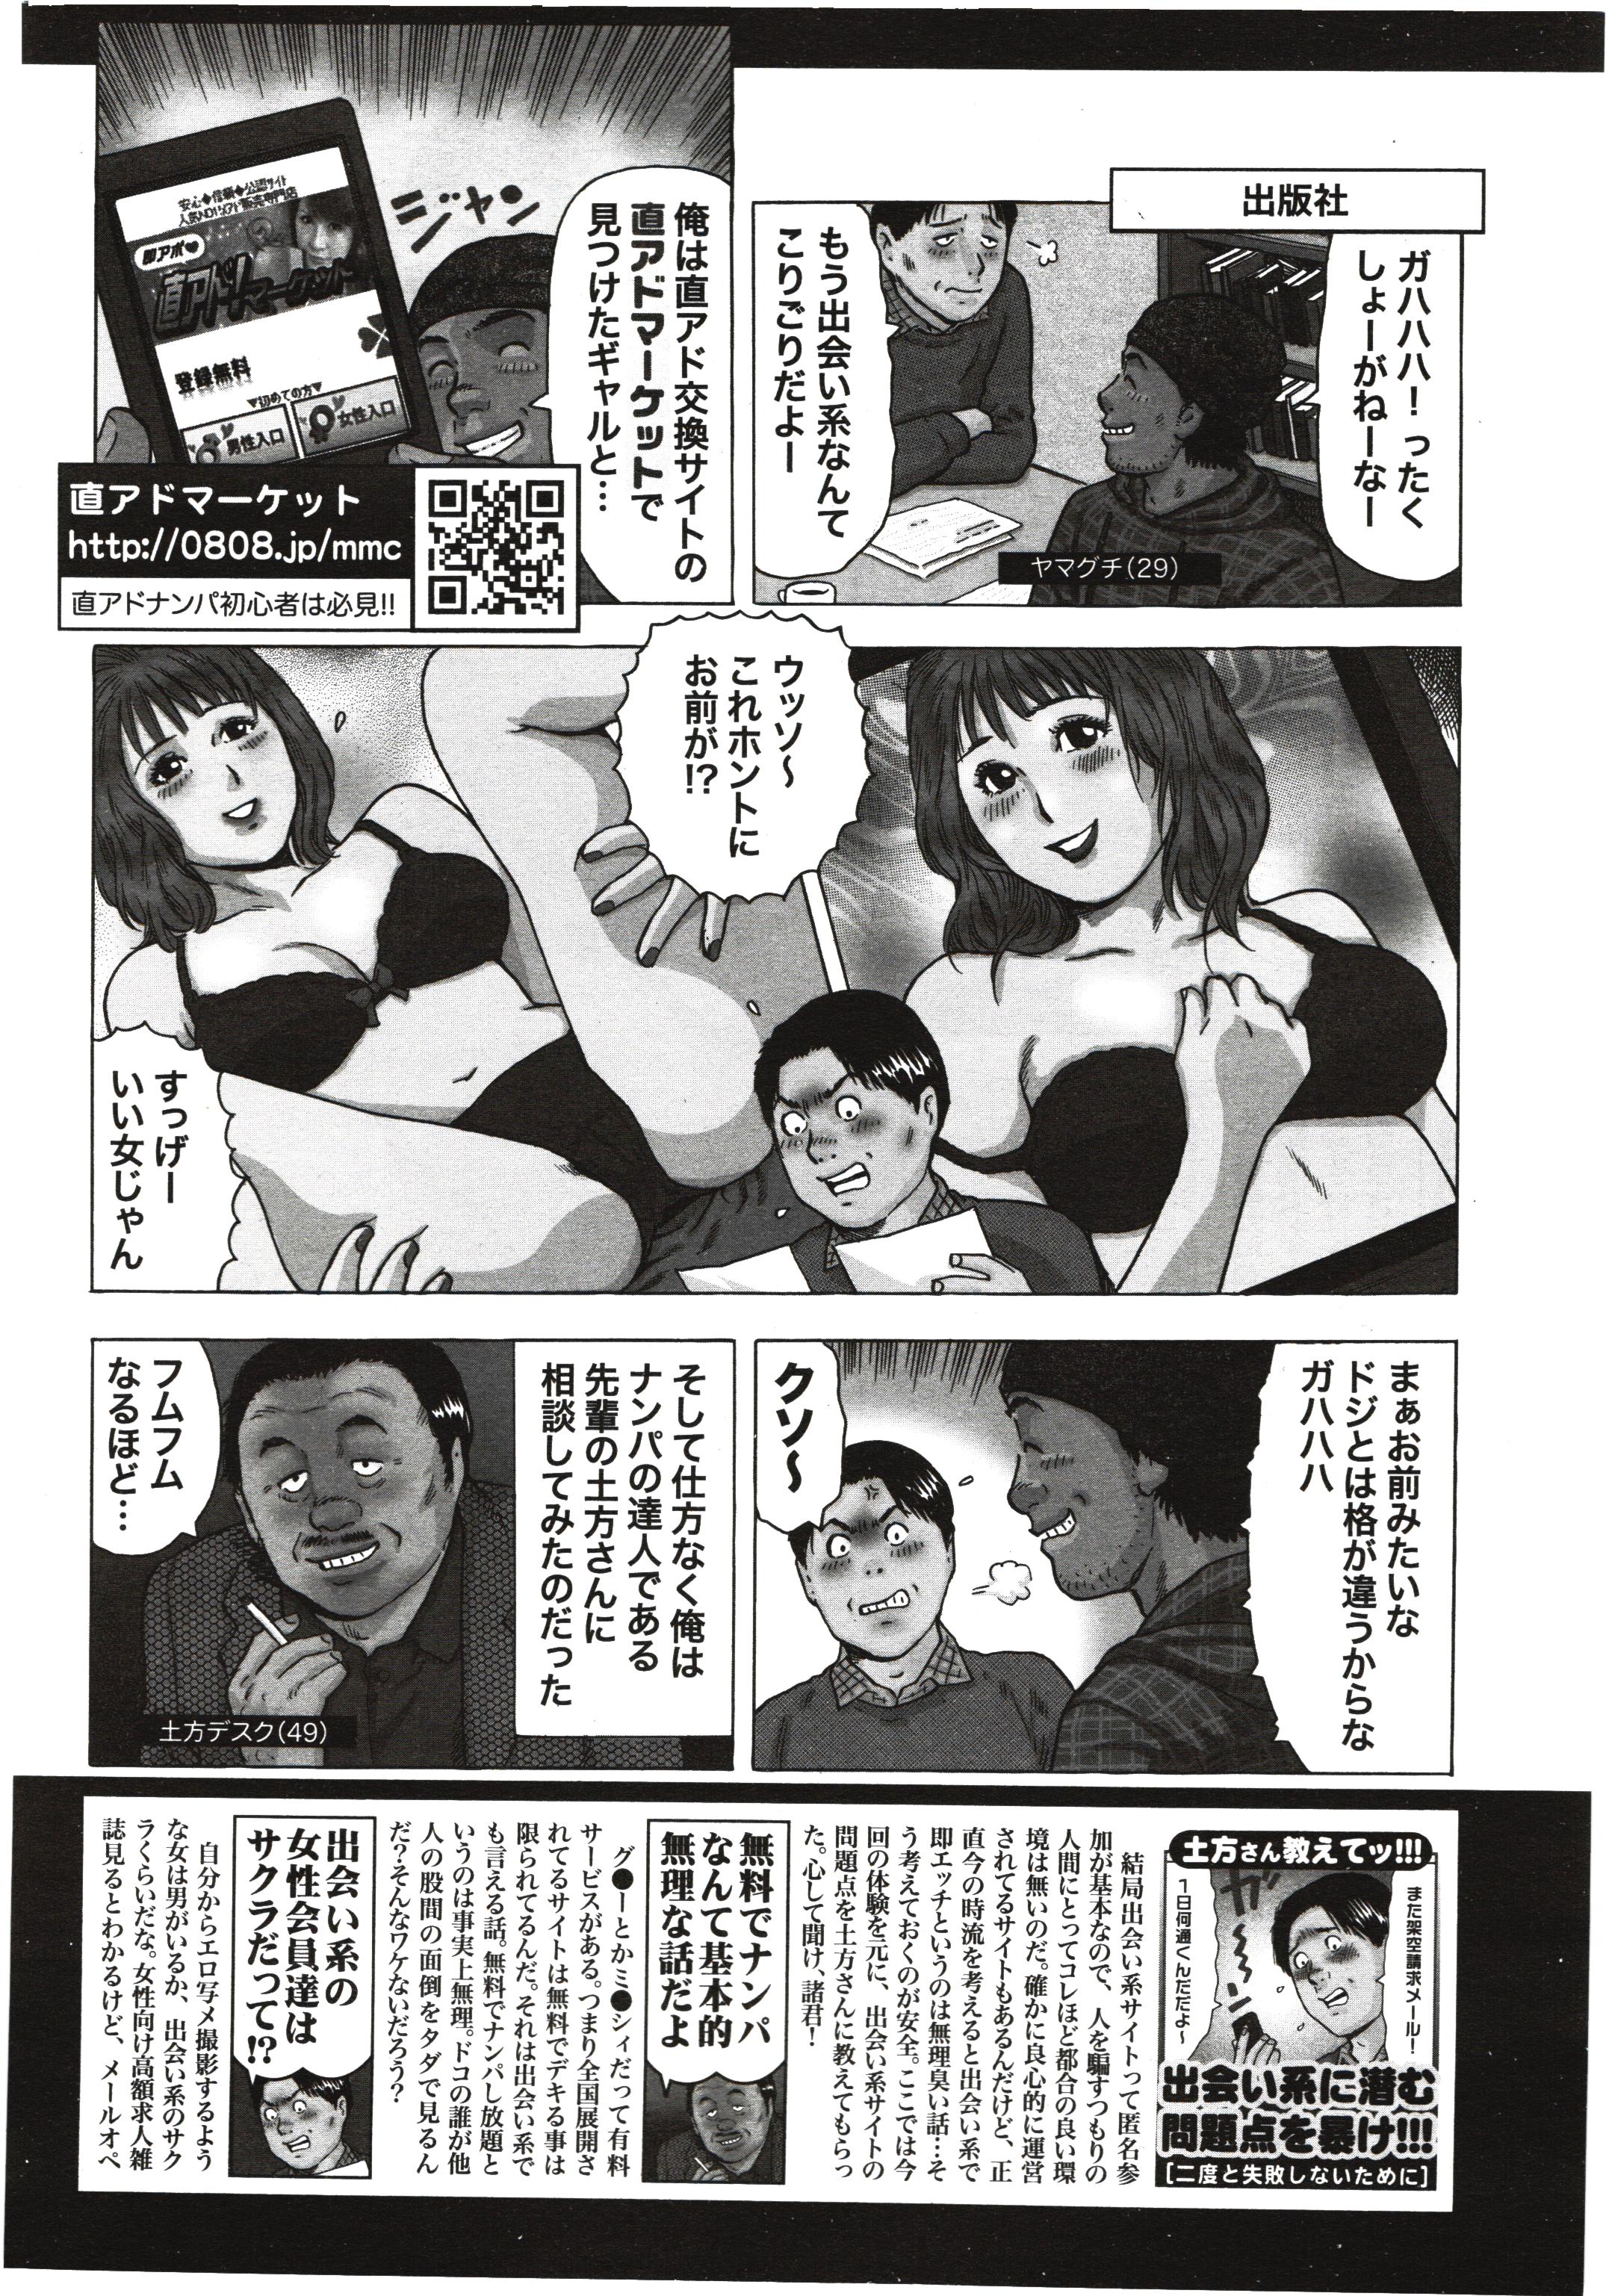 出版社
ガハハハ！ったく
しょーがねーなー
もう出会い系なんて
こりごりだよー
ヤマグチ(29)
俺は直アド交換サイトの
直アドマーケットで
見つけたギャルと…
ジャン
安心◆信頼◆公認サイト
即アポ♥
直アド!マーケット
登録無料
▼初めての方▼
男性入口
女性入口
直アドマーケット
http://0808.jp/mmc
直アドナンパ初心者は必見!!
ウッソ〜
これホントに
お前が!?
すっげー
いい女じゃん
まぁお前みたいな
ドジとは格が違うからな
ガハハハ
クソ〜
そして仕方なく俺は
ナンパの達人である
先輩の土方さんに
相談してみたのだった
フムフム
なるほど…
土方デスク(49)
土方さん教えてッ!!!
また架空請求メール！
1日何通くんだだよ〜
ガ〜〜ン
出会い系に潜む
問題点を暴け!!!
[二度と失敗しないために]
結局出会い系サイトって匿名参
加が基本なので、人を騙すつもりの
人間にとってコレほど都合の良い環
境は無いのだ。確かに良心的に運営
されてるサイトもあるんだけど、正
直今の時流を考えると出会い系で
即エッチというのは無理臭い話…そ
う考えておくのが安全。ここでは今
回の体験を元に、出会い系サイトの
問題点を土方さんに教えてもらっ
た。心して聞け、諸君！
無料でナンパ
なんて基本的
無理な話だよ
グ●ーとかミ●シィだって有料
サービスがある。つまり全国展開さ
れてるサイトは無料でデキる事は
限られてるんだ。それは出会い系で
も言える話。無料でナンパし放題と
いうのは事実上無理。ドコの誰が他
人の股間の面倒をタダで見るん
だ？そんなワケないだろう？
出会い系の
女性会員達は
サクラだって!?
自分からエロ写メ撮影するよう
な女は男がいるか、出会い系のサク
ラくらいだな。女性向け高額求人雑
誌見るとわかるけど、メールオペ